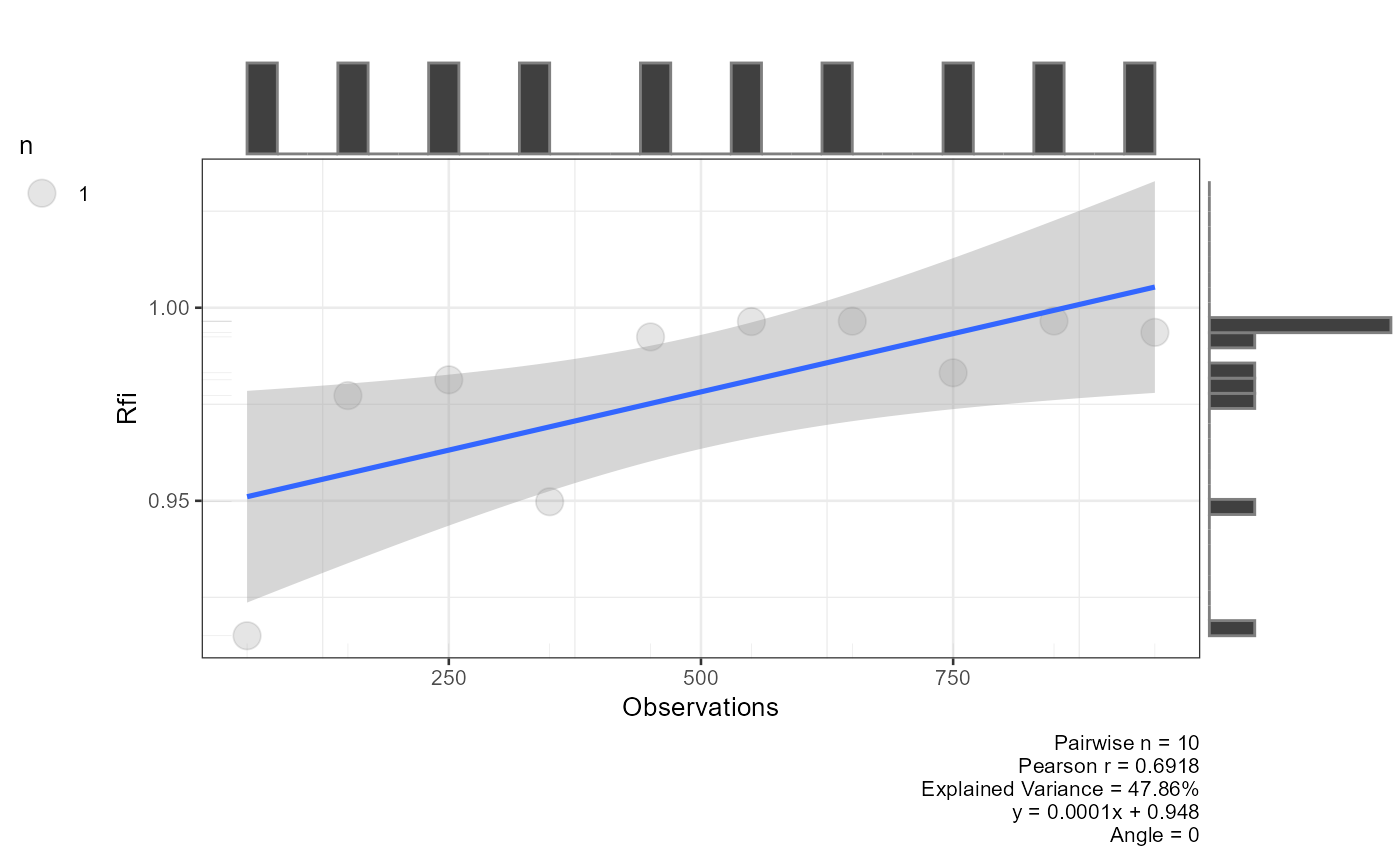 n
1
Rfi
1.00
0.95
250 500 750
Observations
Pairwise n = 10
Pearson r = 0.6918
Explained Variance = 47.86%
y = 0.0001x + 0.948
Angle = 0